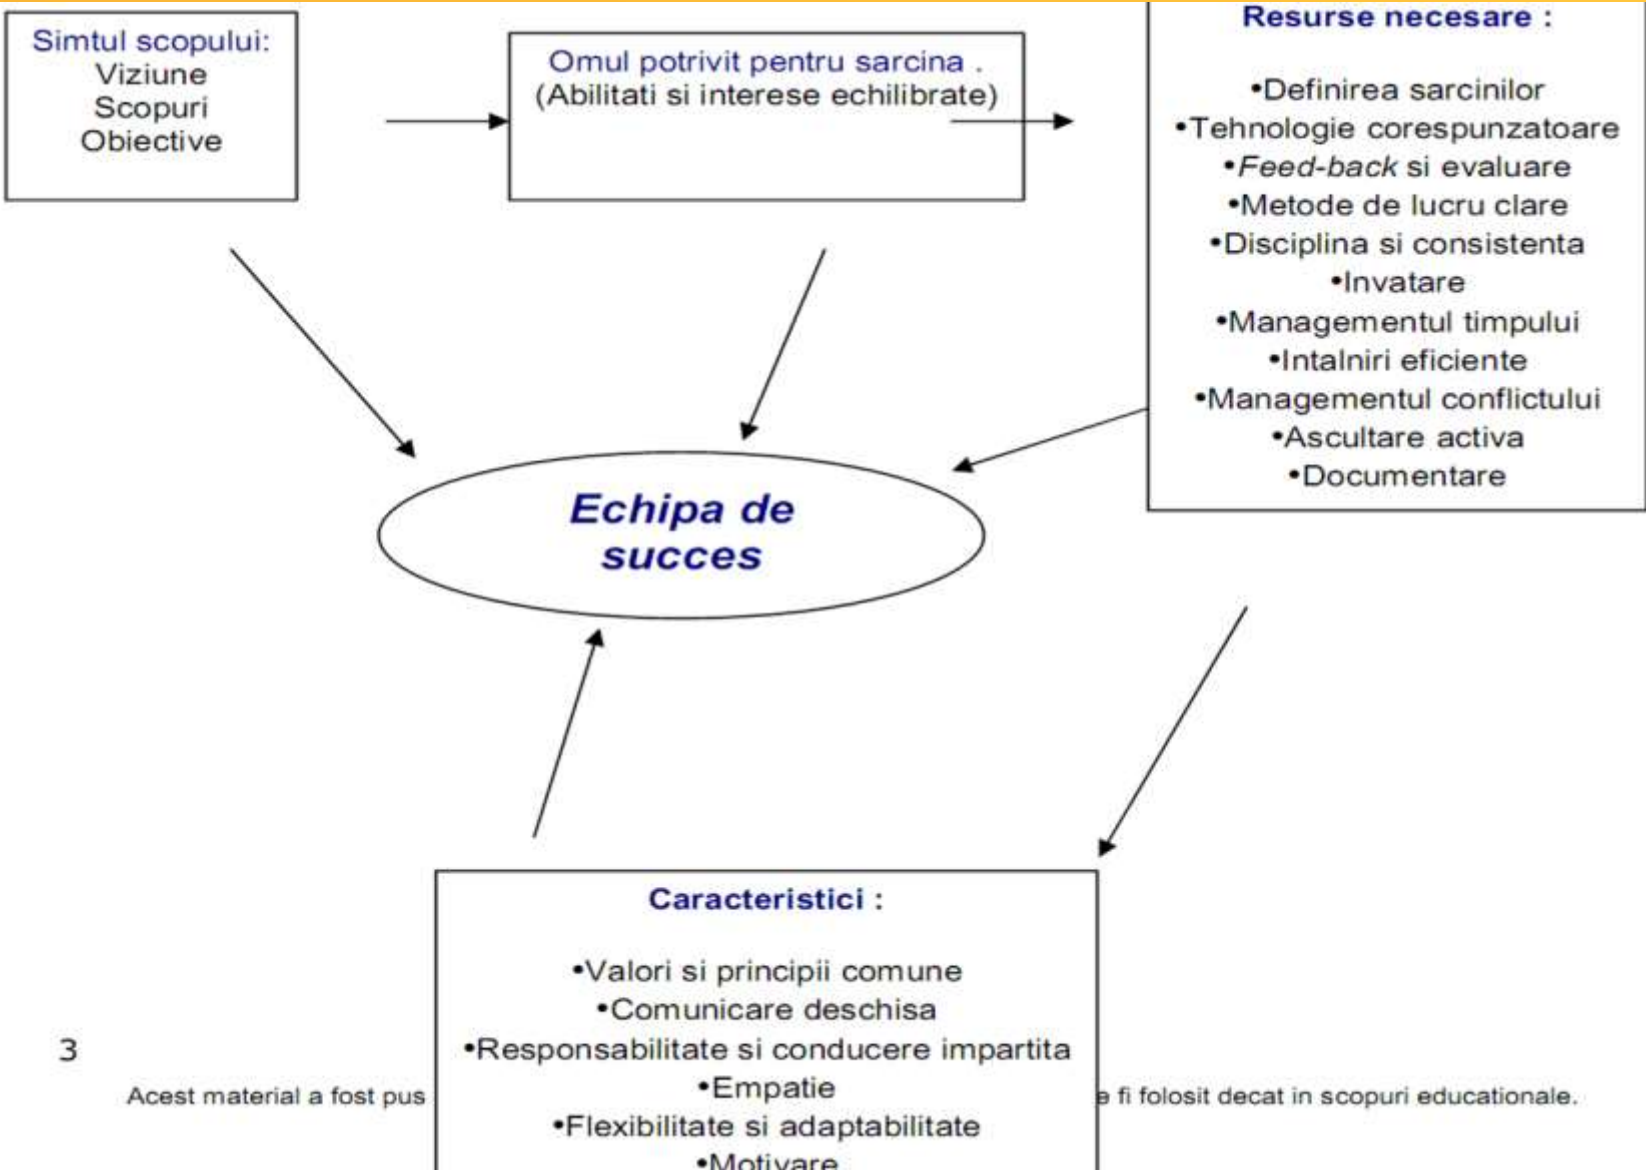 Simtul scopului:
Viziune
Scopuri
Obiective
Omul potrivit pentru sarcina .
(Abilitati si interese echilibrate)
Resurse necesare :
•Definirea sarcinilor
•Tehnologie corespunzatoare
•Feed-back si evaluare
•Metode de lucru clare
•Disciplina si consistenta
•Invatare
•Managementul timpului
•Intalniri eficiente
•Managementul conflictului
•Ascultare activa
•Documentare
Echipa de
succes
Caracteristici :
•Valori si principii comune
•Comunicare deschisa
•Responsabilitate si conducere impartita
•Empatie
•Flexibilitate si adaptabilitate
•Motivare
3
Acest material a fost pus
e fi folosit decat in scopuri educationale.